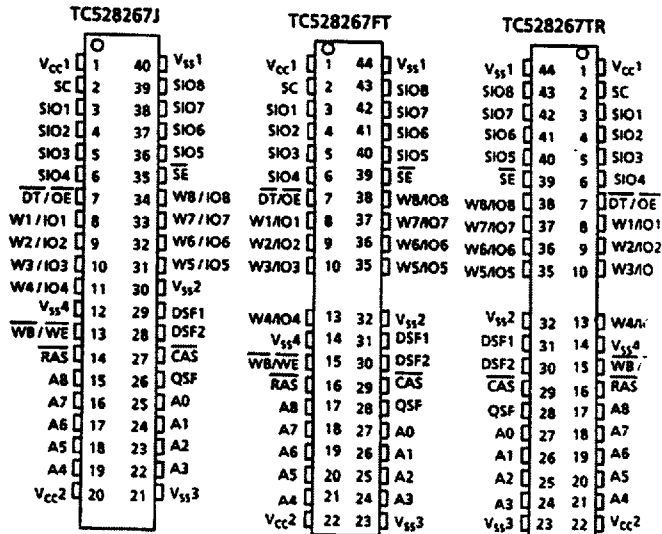 TC528267J
VCC1 1 40 VSS1
SC 2 39 SIO8
SIO1 3 38 SIO7
SIO2 4 37 SIO6
SIO3 5 36 SIO5
SIO4 6 35 SE
DT/OE 7 34 W8/IO8
W1/IO1 8 33 W7/IO7
W2/IO2 9 32 W6/IO6
W3/IO3 10 31 W5/IO5
W4/IO4 11 30 VSS2
VSS4 12 29 DSF1
WB/WE 13 28 DSF2
RAS 14 27 CAS
A8 15 26 QSF
A7 16 25 A0
A6 17 24 A1
A5 18 23 A2
A4 19 22 A3
VCC2 20 21 VSS3
TC528267FT
VCC1 1 44 VSS1
SC 2 43 SIO8
SIO1 3 42 SIO7
SIO2 4 41 SIO6
SIO3 5 40 SIO5
SIO4 6 39 SE
DT/OE 7 38 W8/IO8
W1/IO1 8 37 W7/IO7
W2/IO2 9 36 W6/IO6
W3/IO3 10 35 W5/IO5
W4/IO4 13 32 VSS2
VSS4 14 31 DSF1
WB/WE 15 30 DSF2
RAS 16 29 CAS
A8 17 28 QSF
A7 18 27 A0
A6 19 26 A1
A5 20 25 A2
A4 21 24 A3
VCC2 22 23 VSS3
TC528267TR
VSS1 44 1 VCC1
SIO8 43 2 SC
SIO7 42 3 SIO1
SIO6 41 4 SIO2
SIO5 40 5 SIO3
SE 39 6 SIO4
W8/IO8 38 7 DT/OE
W7/IO7 37 8 W1/IO1
W6/IO6 36 9 W2/IO2
W5/IO5 35 10 W3/IO
VSS2 32 13 W4/
DSF1 31 14 VSS4
DSF2 30 15 WB/
CAS 29 16 RAS
QSF 28 17 A8
A0 27 18 A7
A1 26 19 A6
A2 25 20 A5
A3 24 21 A4
VSS3 23 22 VCC2